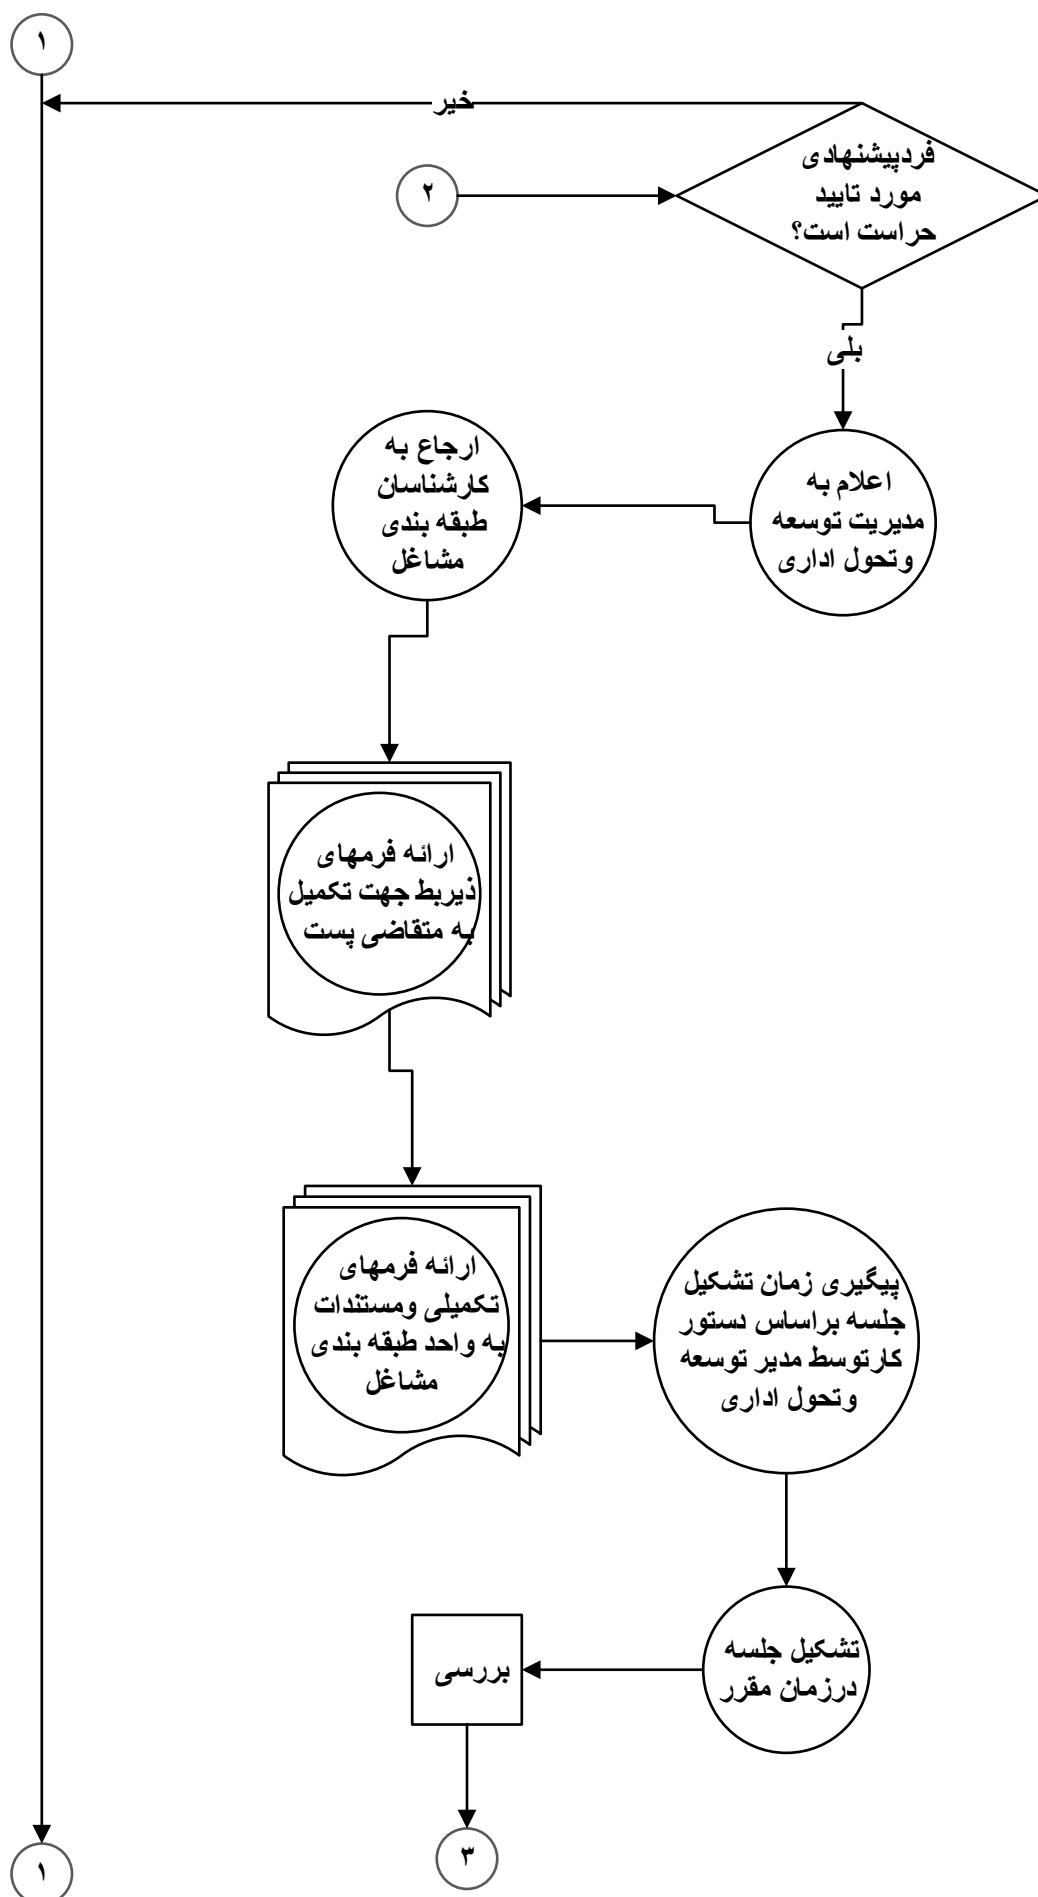 ۱
خیر
فردپیشنهادی
مورد تایید
حراست است؟
۲
بلی
اعلام به
مدیریت توسعه
وتحول اداری
ارجاع به
کارشناسان
طبقه بندی
مشاغل
ارائه فرمهای
ذیربط جهت تکمیل
به متقاضی پست
ارائه فرمهای
تکمیلی ومستندات
به واحد طبقه بندی
مشاغل
پیگیری زمان تشکیل
جلسه براساس دستور
کارتوسط مدیر توسعه
وتحول اداری
تشکیل جلسه
درزمان مقرر
بررسی
۳
۱